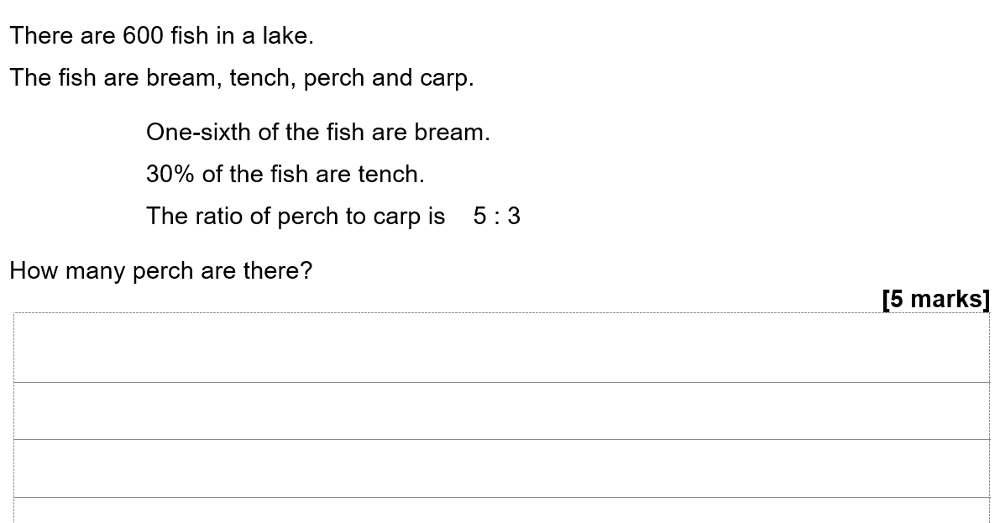 There are 600 fish in a lake.
The fish are bream, tench, perch and carp.
One-sixth of the fish are bream.
30% of the fish are tench.
The ratio of perch to carp is 5 : 3
How many perch are there?
[5 marks]